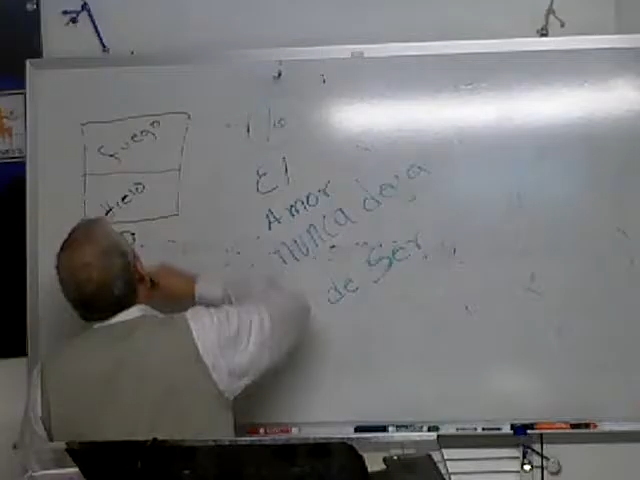 fuego
Hielo
El
Amor
nunca deja
de Ser